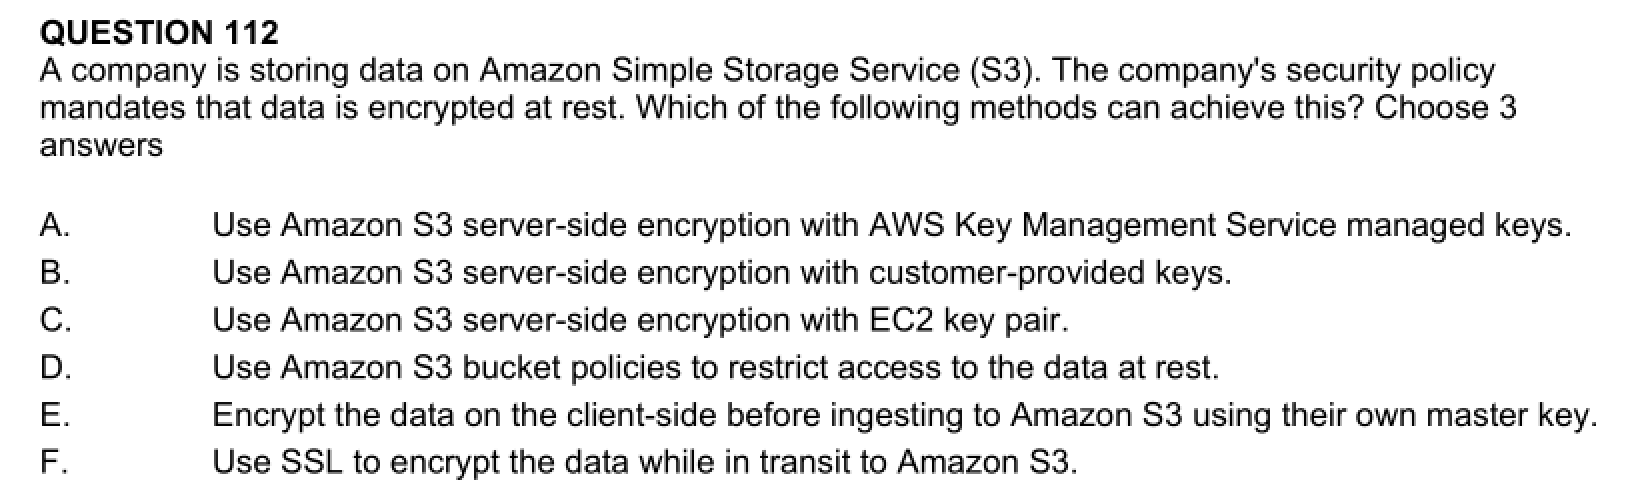 QUESTION 112
A company is storing data on Amazon Simple Storage Service (S3). The company's security policy
mandates that data is encrypted at rest. Which of the following methods can achieve this? Choose 3
answers
A. Use Amazon S3 server-side encryption with AWS Key Management Service managed keys.
B. Use Amazon S3 server-side encryption with customer-provided keys.
C. Use Amazon S3 server-side encryption with EC2 key pair.
D. Use Amazon S3 bucket policies to restrict access to the data at rest.
E. Encrypt the data on the client-side before ingesting to Amazon S3 using their own master key.
F. Use SSL to encrypt the data while in transit to Amazon S3.